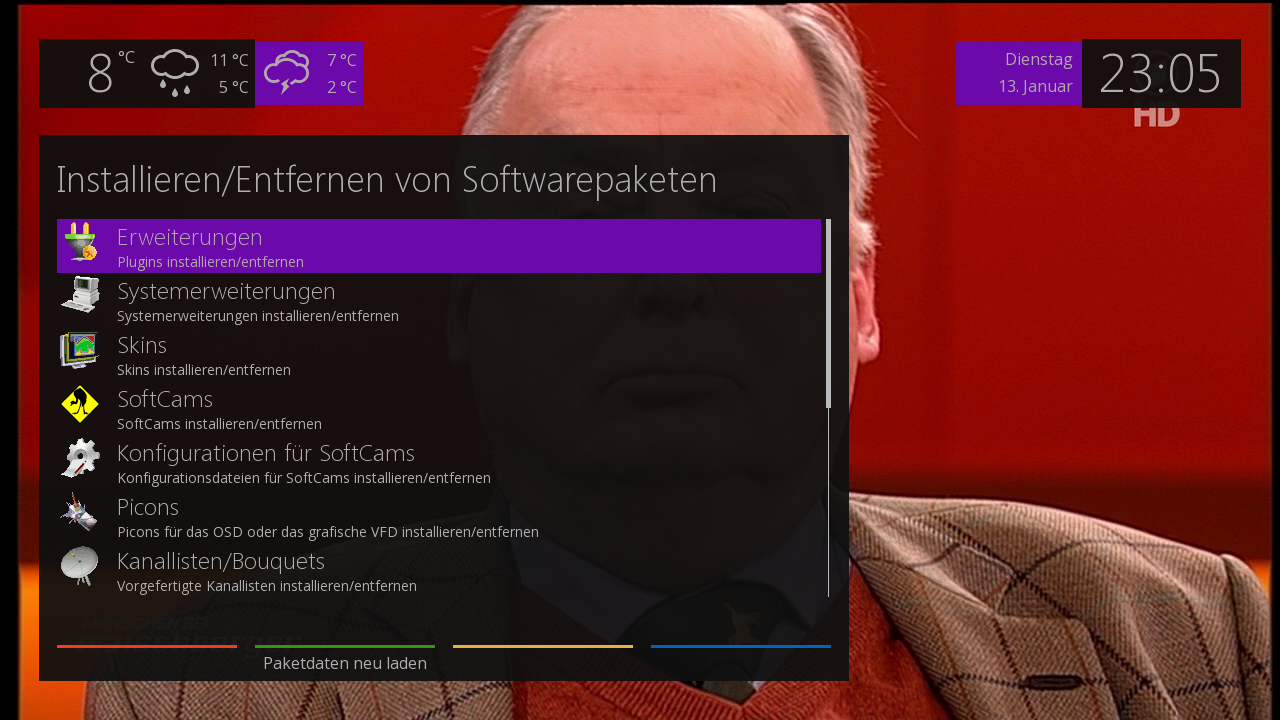 8 °C
11 °C
5 °C
7 °C
2 °C
Dienstag
13. Januar
23:05
HD
Installieren/Entfernen von Softwarepaketen
Erweiterungen
Plugins installieren/entfernen
Systemerweiterungen
Systemerweiterungen installieren/entfernen
Skins
Skins installieren/entfernen
SoftCams
SoftCams installieren/entfernen
Konfigurationen für SoftCams
Konfigurationsdateien für SoftCams installieren/entfernen
Picons
Picons für das OSD oder das grafische VFD installieren/entfernen
Kanallisten/Bouquets
Vorgefertigte Kanallisten installieren/entfernen
MENSCHEN BEI
maischberger
Paketdaten neu laden